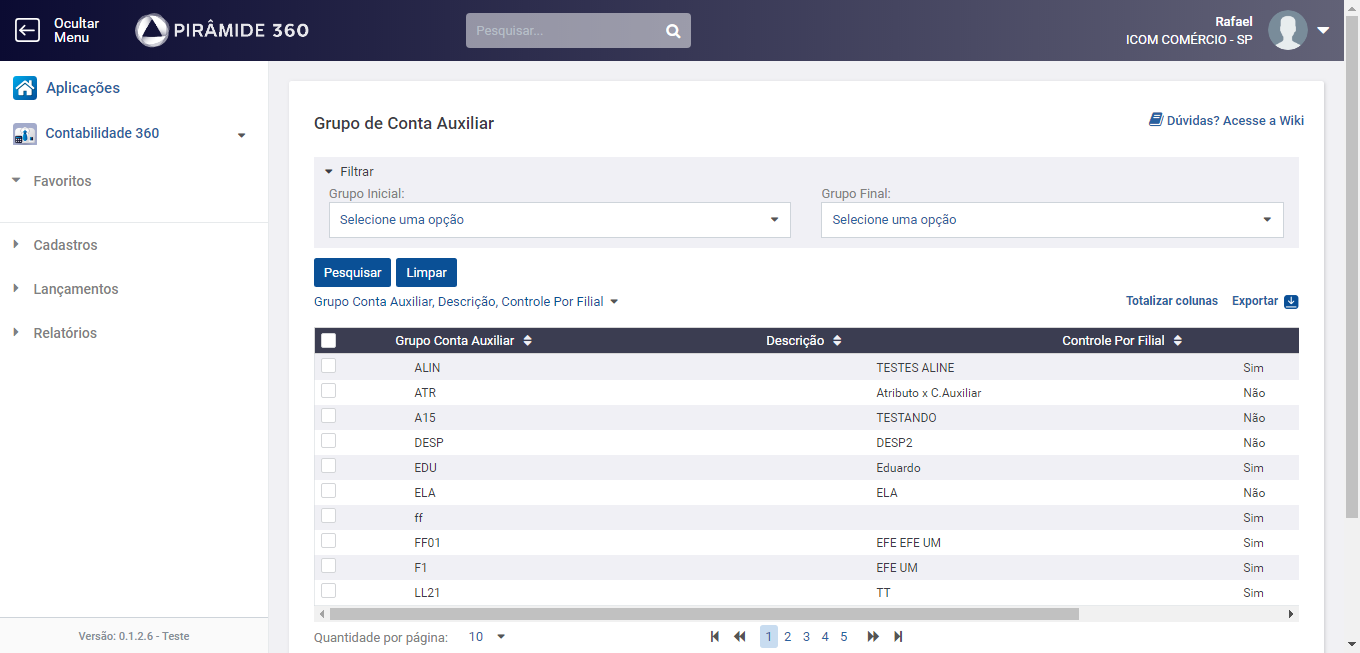 Ocultar
Menu
PIRÂMIDE 360
Pesquisar...
Rafael
ICOM COMÉRCIO - SP
Aplicações
Contabilidade 360
Favoritos
Cadastros
Lançamentos
Relatórios
Versão: 0.1.2.6 - Teste
Grupo de Conta Auxiliar
Dúvidas? Acesse a Wiki
Filtrar
Grupo Inicial: Grupo Final:
Selecione uma opção Selecione uma opção
Pesquisar Limpar
Grupo Conta Auxiliar, Descrição, Controle Por Filial Totalizar colunas Exportar
Grupo Conta Auxiliar Descrição Controle Por Filial
ALIN TESTES ALINE Sim
ATR Atributo x C.Auxiliar Não
A15 TESTANDO Não
DESP DESP2 Não
EDU Eduardo Sim
ELA ELA Não
ff Sim
FF01 EFE EFE UM Sim
F1 EFE UM Sim
LL21 TT Sim
Quantidade por página: 10 1 2 3 4 5